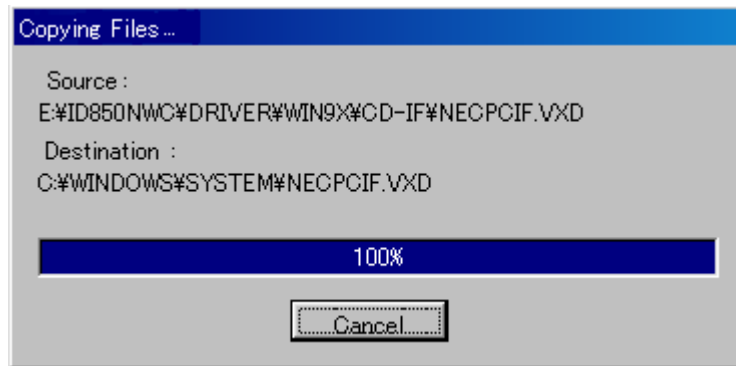 Copying Files...
Source :
E:¥ID850NWC¥DRIVER¥WIN9X¥CD-IF¥NECPCIF.VXD
Destination :
C:¥WINDOWS¥SYSTEM¥NECPCIF.VXD
100%
Cancel